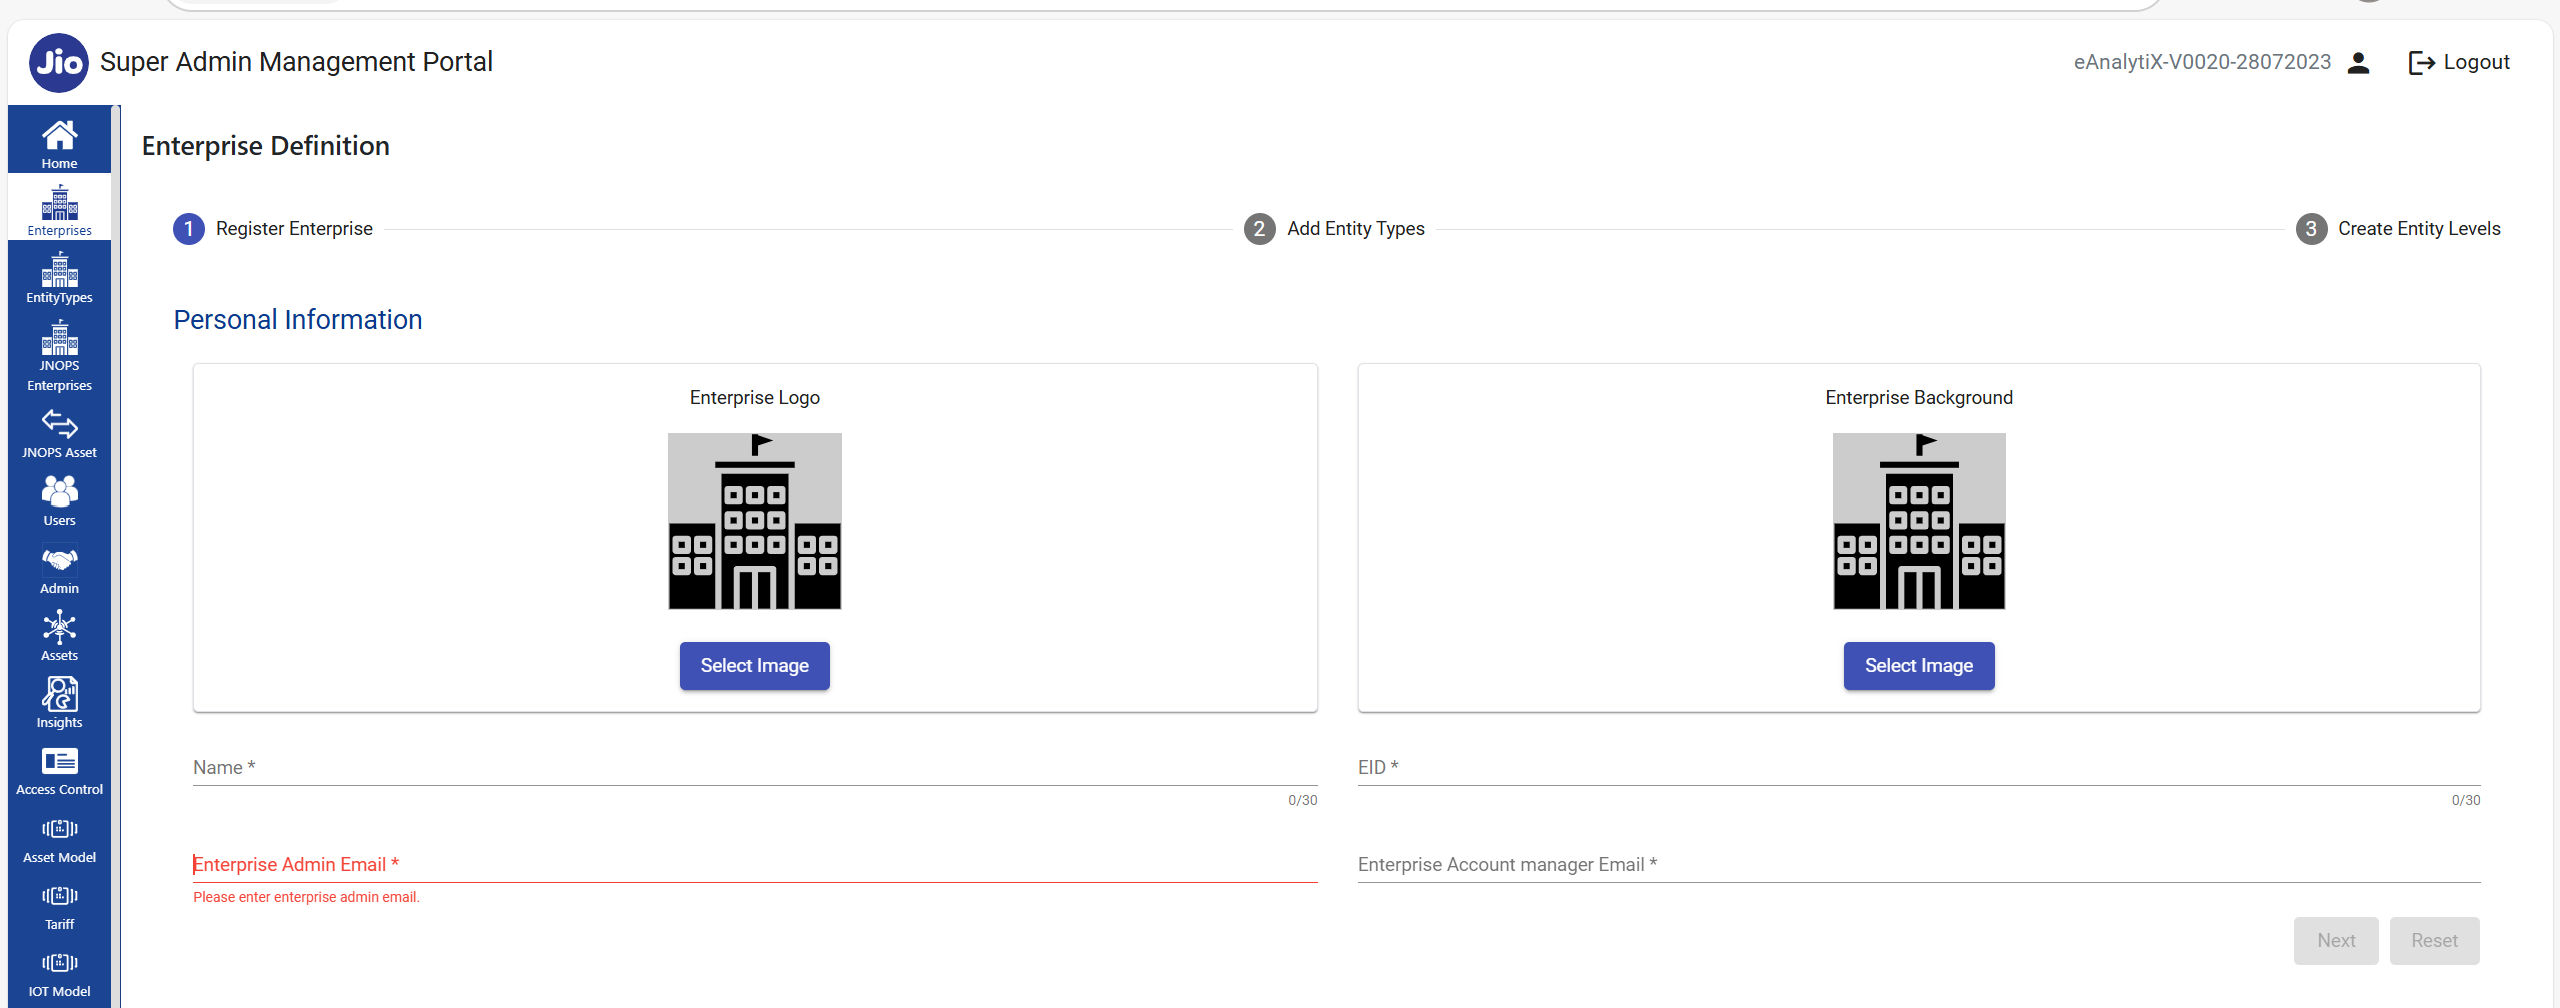 Jio
Super Admin Management Portal
eAnalytiX-V0020-28072023
Logout
Home
Enterprises
EntityTypes
JNOPS
Enterprises
JNOPS Asset
Users
Admin
Assets
Insights
Access Control
Asset Model
Tariff
IOT Model
Enterprise Definition
1 Register Enterprise
2 Add Entity Types
3 Create Entity Levels
Personal Information
Enterprise Logo
Select Image
Enterprise Background
Select Image
Name *
0/30
EID *
0/30
Enterprise Admin Email *
Please enter enterprise admin email.
Enterprise Account manager Email *
Next
Reset